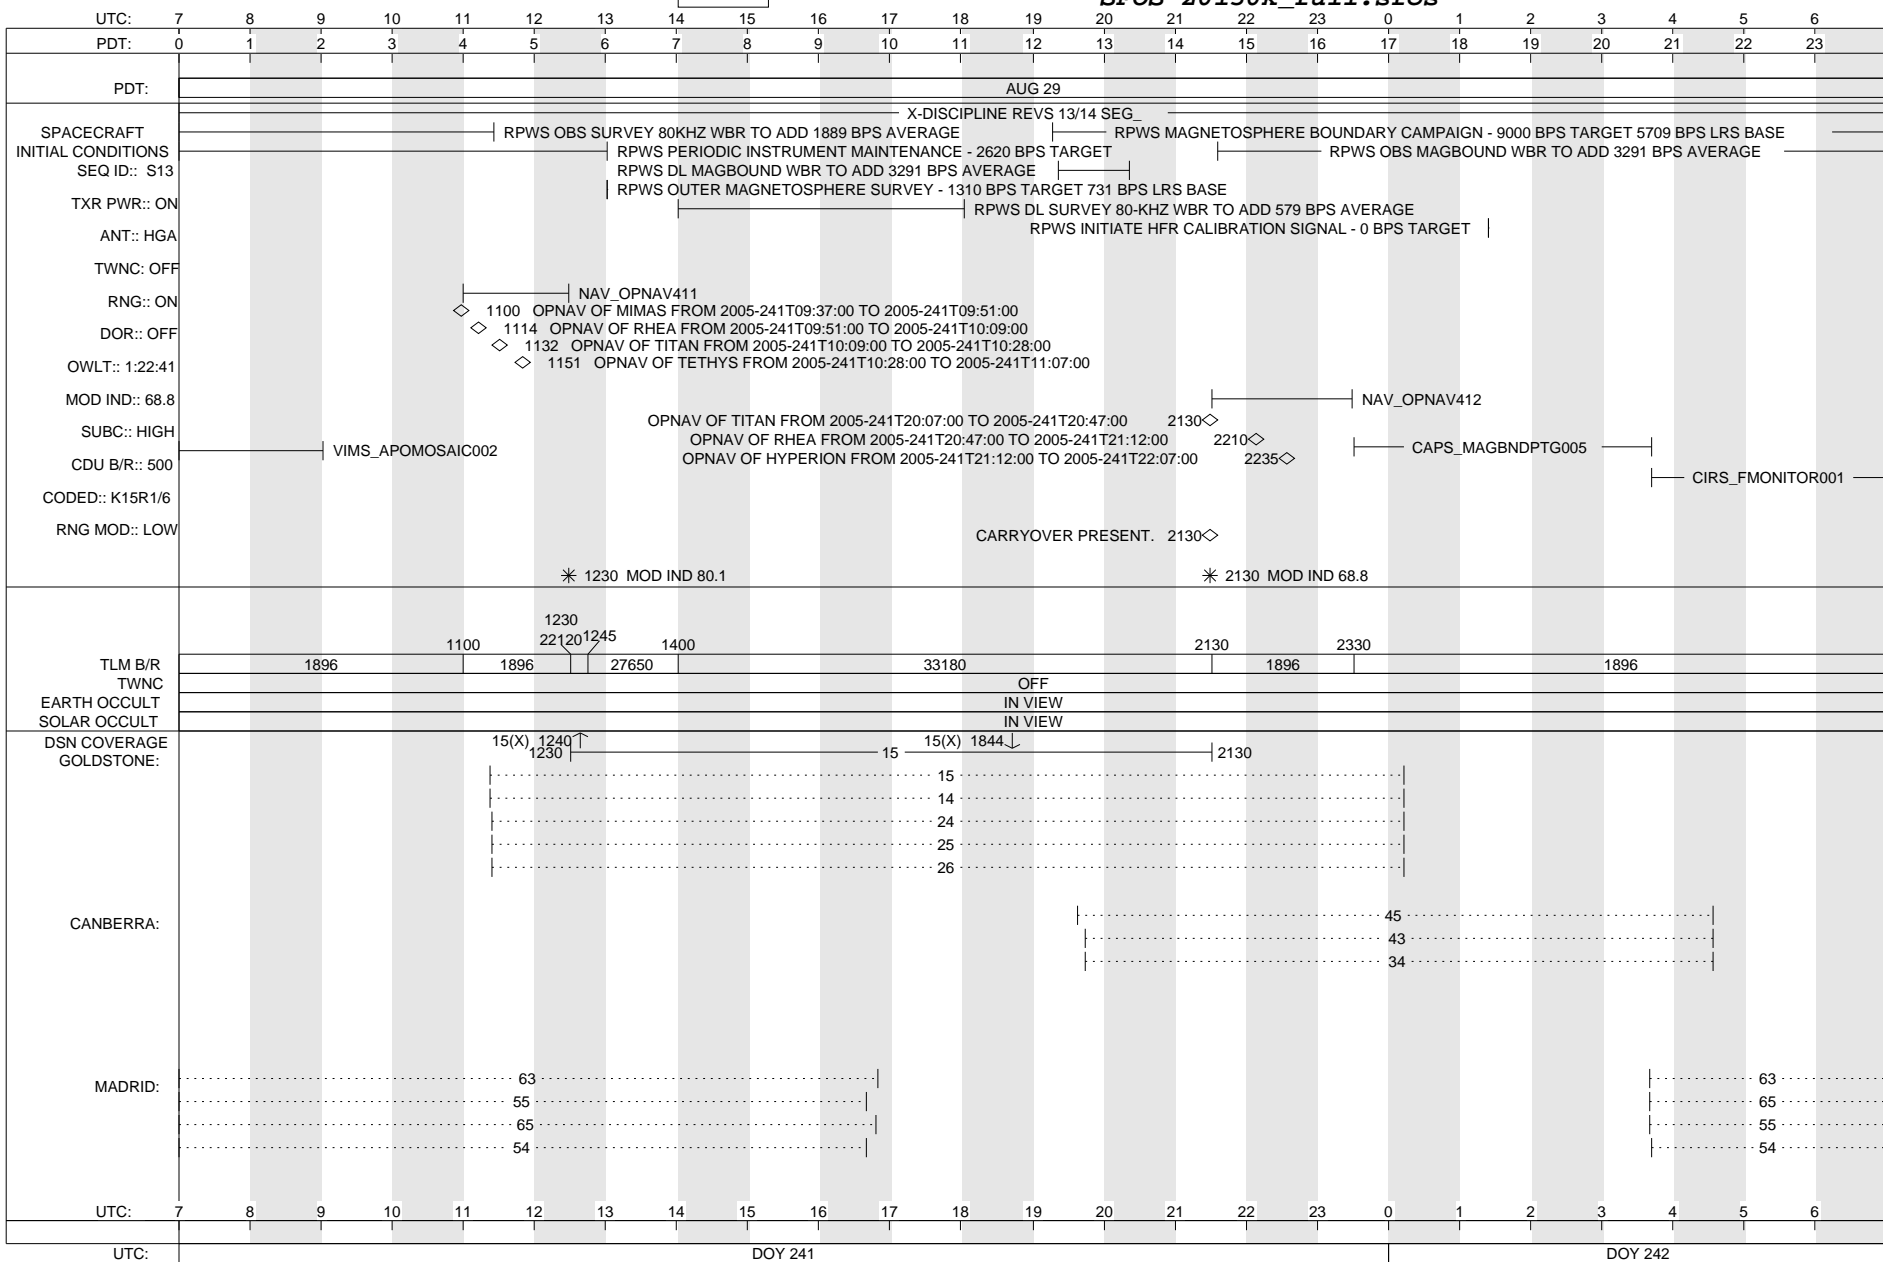 SFOS 20130k_full.sfos
UTC: 7 8 9 10 11 12 13 14 15 16 17 18 19 20 21 22 23 0 1 2 3 4 5 6
PDT: 0 1 2 3 4 5 6 7 8 9 10 11 12 13 14 15 16 17 18 19 20 21 22 23
PDT: AUG 29
X-DISCIPLINE REVS 13/14 SEG_
SPACECRAFT RPWS OBS SURVEY 80KHZ WBR TO ADD 1889 BPS AVERAGE RPWS MAGNETOSPHERE BOUNDARY CAMPAIGN - 9000 BPS TARGET 5709 BPS LRS BASE
INITIAL CONDITIONS RPWS PERIODIC INSTRUMENT MAINTENANCE - 2620 BPS TARGET RPWS OBS MAGBOUND WBR TO ADD 3291 BPS AVERAGE
SEQ ID:: S13 RPWS DL MAGBOUND WBR TO ADD 3291 BPS AVERAGE
RPWS OUTER MAGNETOSPHERE SURVEY - 1310 BPS TARGET 731 BPS LRS BASE
TXR PWR:: ON RPWS DL SURVEY 80-KHZ WBR TO ADD 579 BPS AVERAGE
RPWS INITIATE HFR CALIBRATION SIGNAL - 0 BPS TARGET
ANT:: HGA
TWNC: OFF
NAV_OPNAV411
RNG:: ON
1100 OPNAV OF MIMAS FROM 2005-241T09:37:00 TO 2005-241T09:51:00
1114 OPNAV OF RHEA FROM 2005-241T09:51:00 TO 2005-241T10:09:00
DOR:: OFF
1132 OPNAV OF TITAN FROM 2005-241T10:09:00 TO 2005-241T10:28:00
1151 OPNAV OF TETHYS FROM 2005-241T10:28:00 TO 2005-241T11:07:00
OWLT:: 1:22:41
MOD IND:: 68.8 NAV_OPNAV412
OPNAV OF TITAN FROM 2005-241T20:07:00 TO 2005-241T20:47:00 2130
SUBC:: HIGH
OPNAV OF RHEA FROM 2005-241T20:47:00 TO 2005-241T21:12:00 2210
VIMS_APOMOSAIC002 CAPS_MAGBNDPTG005
OPNAV OF HYPERION FROM 2005-241T21:12:00 TO 2005-241T22:07:00 2235
CDU B/R:: 500
CIRS_FMONITOR001
CODED:: K15R1/6
RNG MOD:: LOW
CARRYOVER PRESENT. 2130
1230 MOD IND 80.1 2130 MOD IND 68.8
1230
22120 1245
1100 1400 2130 2330
TLM B/R 1896 1896 27650 33180 1896 1896
TWNC OFF
EARTH OCCULT IN VIEW
SOLAR OCCULT IN VIEW
DSN COVERAGE 15(X) 1240 15(X) 1844
GOLDSTONE: 1230 15 2130
15
14
24
25
26
45
CANBERRA:
43
34
63 63
MADRID:
55 65
65 55
54 54
UTC: 7 8 9 10 11 12 13 14 15 16 17 18 19 20 21 22 23 0 1 2 3 4 5 6
UTC: DOY 241 DOY 242